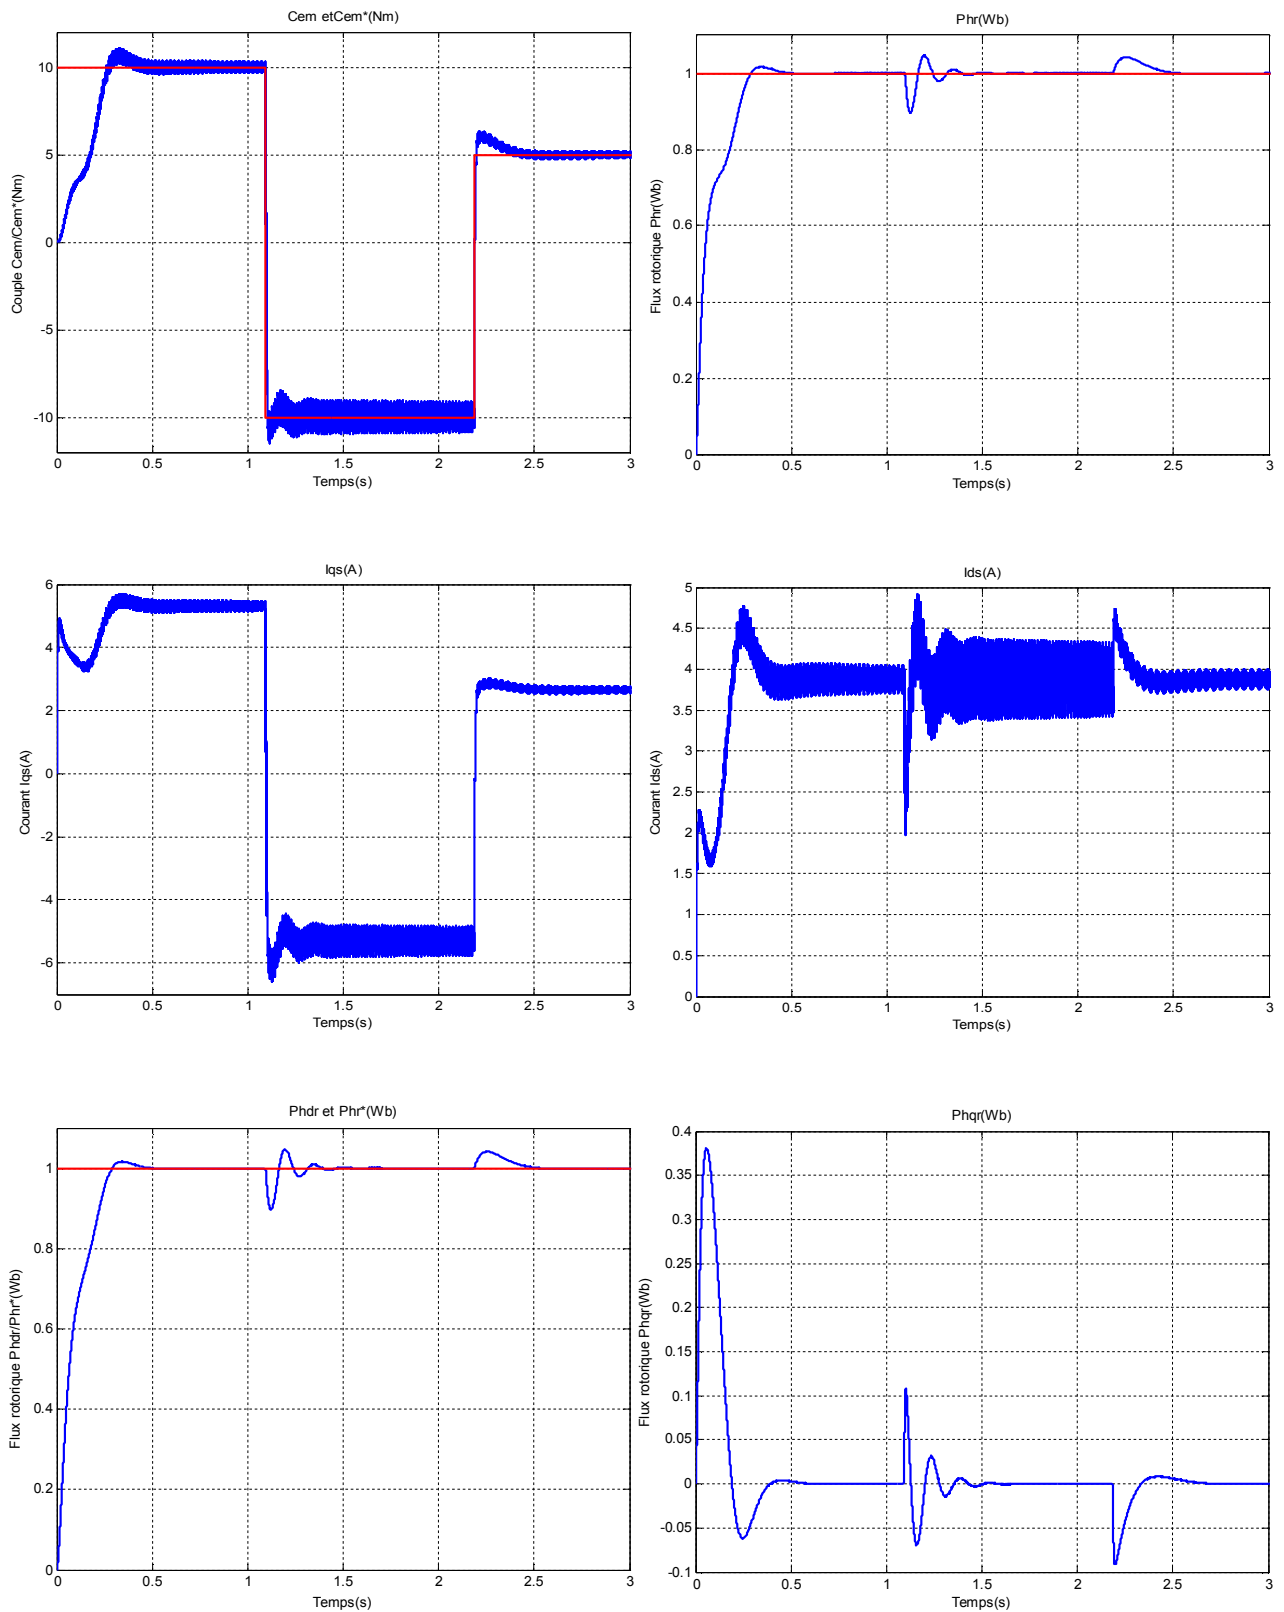 Cem etCem*(Nm)
Couple Cem/Cem*(Nm)
10
5
0
-5
-10
0 0.5 1 1.5 2 2.5 3
Temps(s)
Phr(Wb)
Flux rotorique Phr(Wb)
1
0.8
0.6
0.4
0.2
0
0 0.5 1 1.5 2 2.5 3
Temps(s)
Iqs(A)
Courant Iqs(A)
6
4
2
0
-2
-4
-6
0 0.5 1 1.5 2 2.5 3
Temps(s)
Ids(A)
Courant Ids(A)
5
4.5
4
3.5
3
2.5
2
1.5
1
0.5
0
0 0.5 1 1.5 2 2.5 3
Temps(s)
Phdr et Phr*(Wb)
Flux rotorique Phdr/Phr*(Wb)
1
0.8
0.6
0.4
0.2
0
0 0.5 1 1.5 2 2.5 3
Temps(s)
Phqr(Wb)
Flux rotorique Phqr(Wb)
0.4
0.35
0.3
0.25
0.2
0.15
0.1
0.05
0
-0.05
-0.1
0 0.5 1 1.5 2 2.5 3
Temps(s)